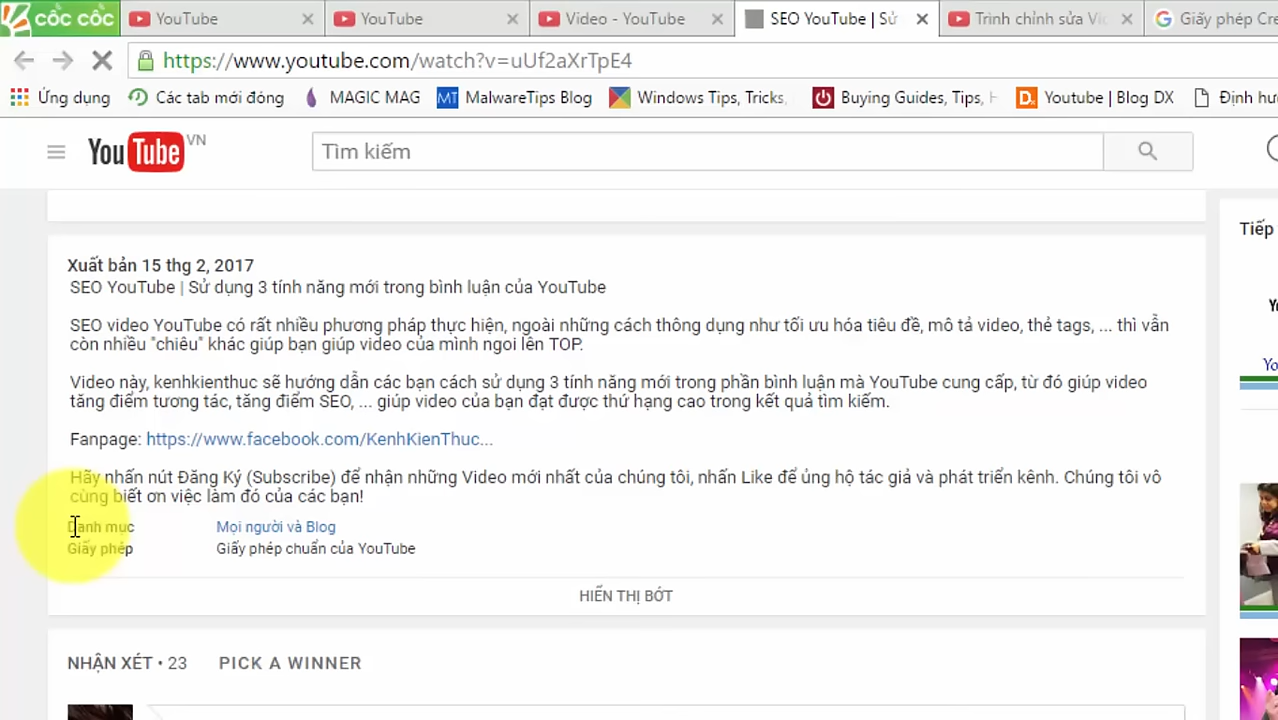 cốc cốc
YouTube
YouTube
Video - YouTube
SEO YouTube | Sử
Trình chỉnh sửa Vi
Giấy phép Cre
https://www.youtube.com/watch?v=uUf2aXrTpE4
Ứng dụng
Các tab mới đóng
MAGIC MAG
MT
MalwareTips Blog
Windows Tips, Tricks,
Buying Guides, Tips,
Youtube | Blog DX
Định hư
YouTube VN
Tìm kiếm
Tiếp
Xuất bản 15 thg 2, 2017
SEO YouTube | Sử dụng 3 tính năng mới trong bình luận của YouTube
SEO video YouTube có rất nhiều phương pháp thực hiện, ngoài những cách thông dụng như tối ưu hóa tiêu đề, mô tả video, thẻ tags, ... thì vẫn
còn nhiều "chiêu" khác giúp bạn giúp video của mình ngoi lên TOP.
Video này, kenhkienthuc sẽ hướng dẫn các bạn cách sử dụng 3 tính năng mới trong phần bình luận mà YouTube cung cấp, từ đó giúp video
tăng điểm tương tác, tăng điểm SEO, ... giúp video của bạn đạt được thứ hạng cao trong kết quả tìm kiếm.
Fanpage: https://www.facebook.com/KenhKienThuc...
Hãy nhấn nút Đăng Ký (Subscribe) để nhận những Video mới nhất của chúng tôi, nhấn Like để ủng hộ tác giả và phát triển kênh. Chúng tôi vô
cùng biết ơn việc làm đó của các bạn!
Danh mục Mọi người và Blog
Giấy phép Giấy phép chuẩn của YouTube
HIỂN THỊ BỚT
NHẬN XÉT • 23 PICK A WINNER